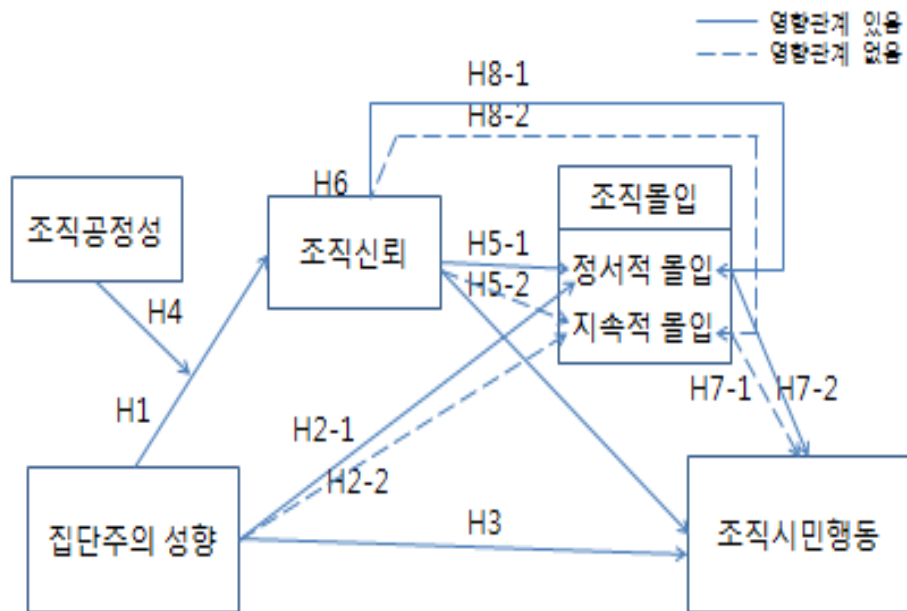 영향관계 있음
영향관계 없음
H8-1
H8-2
H6
조직몰입
조직공정성
조직신뢰
H5-1
정서적 몰입
H5-2
H4
지속적 몰입
H7-1
H7-2
H1
H2-1
H2-2
H3
집단주의 성향
조직시민행동